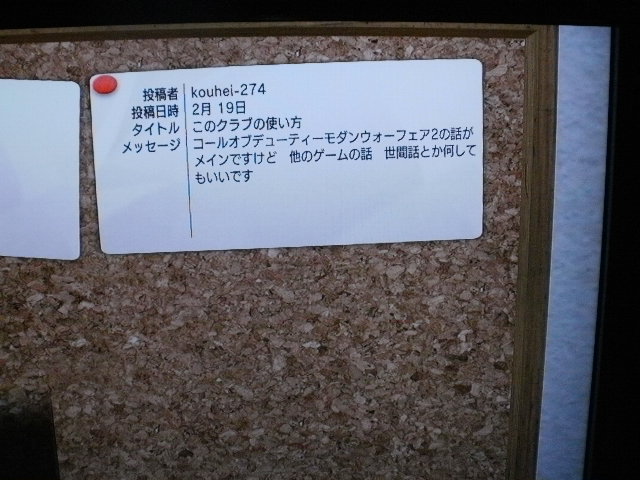 投稿者 kouhei-274
投稿日時 2月 19日
タイトル このクラブの使い方
メッセージ コールオブデューティーモダンウォーフェア2の話が
メインですけど　他のゲームの話　世間話とか何して
もいいです